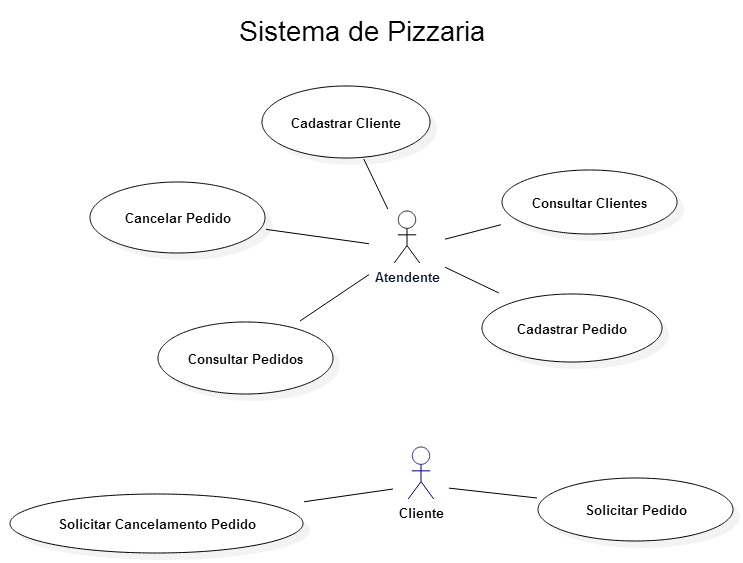 Sistema de Pizzaria
Cadastrar Cliente
Consultar Clientes
Cancelar Pedido
Atendente
Cadastrar Pedido
Consultar Pedidos
Cliente
Solicitar Pedido
Solicitar Cancelamento Pedido